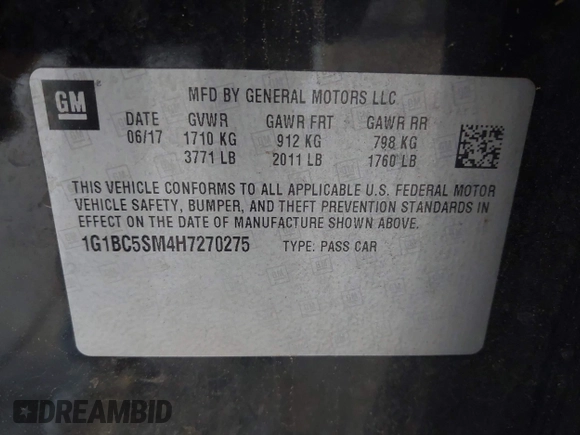 GM
MFD BY GENERAL MOTORS LLC
DATE GVWR GAWR FRT GAWR RR
06/17 1710 KG 912 KG 798 KG
3771 LB 2011 LB 1760 LB
THIS VEHICLE CONFORMS TO ALL APPLICABLE U.S. FEDERAL MOTOR
VEHICLE SAFETY, BUMPER, AND THEFT PREVENTION STANDARDS IN
EFFECT ON THE DATE OF MANUFACTURE SHOWN ABOVE.
1G1BC5SM4H7270275 TYPE: PASS CAR
DREAMBID